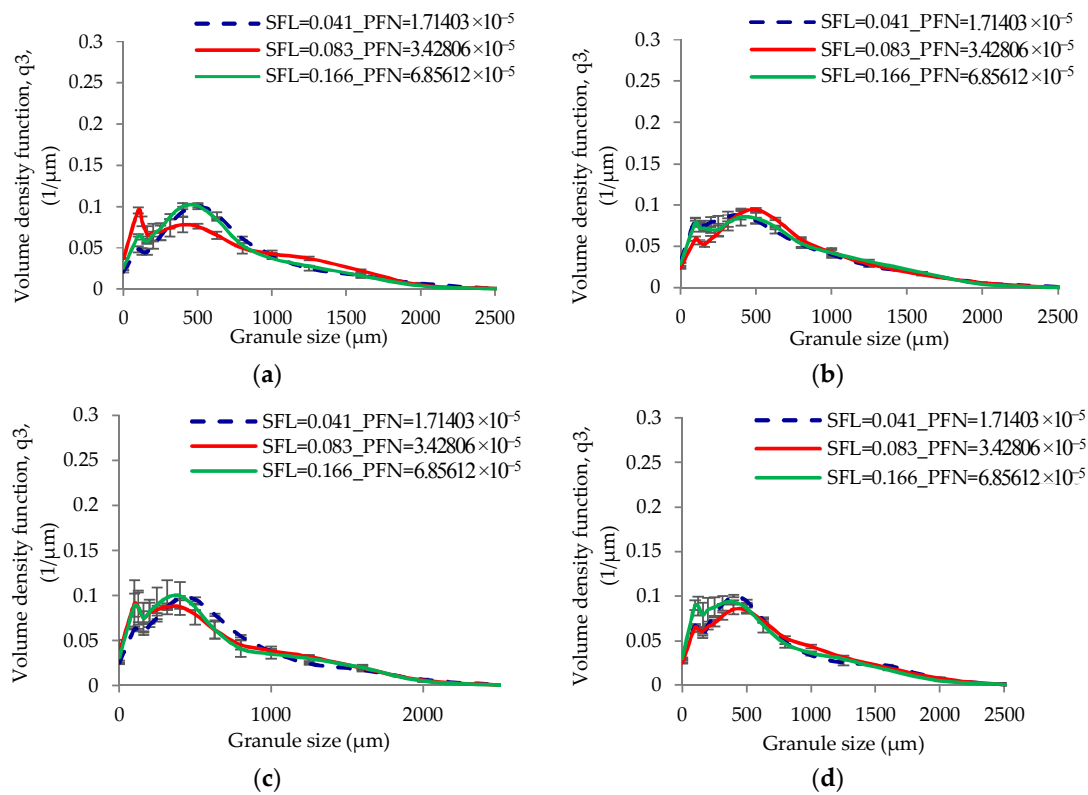 SFL=0.041_PFN=1.71403 ×10⁻⁵
SFL=0.083_PFN=3.42806 ×10⁻⁵
SFL=0.166_PFN=6.85612 ×10⁻⁵
Volume density function, q3,
(1/µm)
0.3
0.25
0.2
0.15
0.1
0.05
0
0 500 1000 1500 2000 2500
Granule size (µm)
(a)
SFL=0.041_PFN=1.71403 ×10⁻⁵
SFL=0.083_PFN=3.42806 ×10⁻⁵
SFL=0.166_PFN=6.85612 ×10⁻⁵
Volume density function, q3,
(1/µm)
0.3
0.25
0.2
0.15
0.1
0.05
0
0 500 1000 1500 2000 2500
Granule size (µm)
(b)
SFL=0.041_PFN=1.71403 ×10⁻⁵
SFL=0.083_PFN=3.42806 ×10⁻⁵
SFL=0.166_PFN=6.85612 ×10⁻⁵
Volume density function, q3,
(1/µm)
0.3
0.25
0.2
0.15
0.1
0.05
0
0 1000 2000
Granule size (µm)
(c)
SFL=0.041_PFN=1.71403 ×10⁻⁵
SFL=0.083_PFN=3.42806 ×10⁻⁵
SFL=0.166_PFN=6.85612 ×10⁻⁵
Volume density function, q3,
(1/µm)
0.3
0.25
0.2
0.15
0.1
0.05
0
0 500 1000 1500 2000 2500
Granule size (µm)
(d)